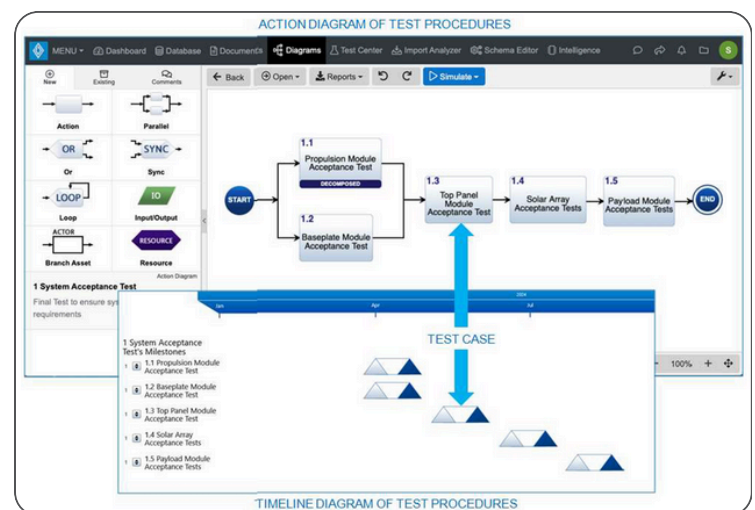 ACTION DIAGRAM OF TEST PROCEDURES
MENU Dashboard Database Documents Diagrams Test Center Import Analyzer Schema Editor Intelligence S
New Existing Comments
Back Open Reports Simulate
Action Parallel
OR SYNC
Or Sync
LOOP IO
Loop Input/Output
ACTOR RESOURCE
Branch Asset Resource
Action Diagram
1 System Acceptance Test
Final Test to ensure sy
requirements
START
1.1
Propulsion Module
Acceptance Test
DECOMPOSED
1.2
Baseplate Module
Acceptance Test
1.3
Top Panel
Module
Acceptance Test
1.4
Solar Array
Acceptance Tests
1.5
Payload Module
Acceptance Tests
END
Jan Apr Jul
TEST CASE
100%
1 System Acceptance
Test's Milestones
1 1.1 Propulsion Module
Acceptance Test
1 1.2 Baseplate Module
Acceptance Test
1 1.3 Top Panel Module
Acceptance Test
1 1.4 Solar Array
Acceptance Tests
1 1.5 Payload Module
Acceptance Tests
TIMELINE DIAGRAM OF TEST PROCEDURES